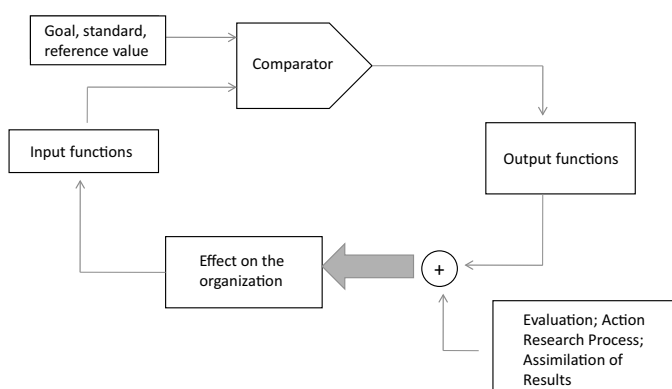 Goal, standard,
reference value
Comparator
Input functions
Output functions
Effect on the
organization
+
Evaluation; Action
Research Process;
Assimilation of
Results